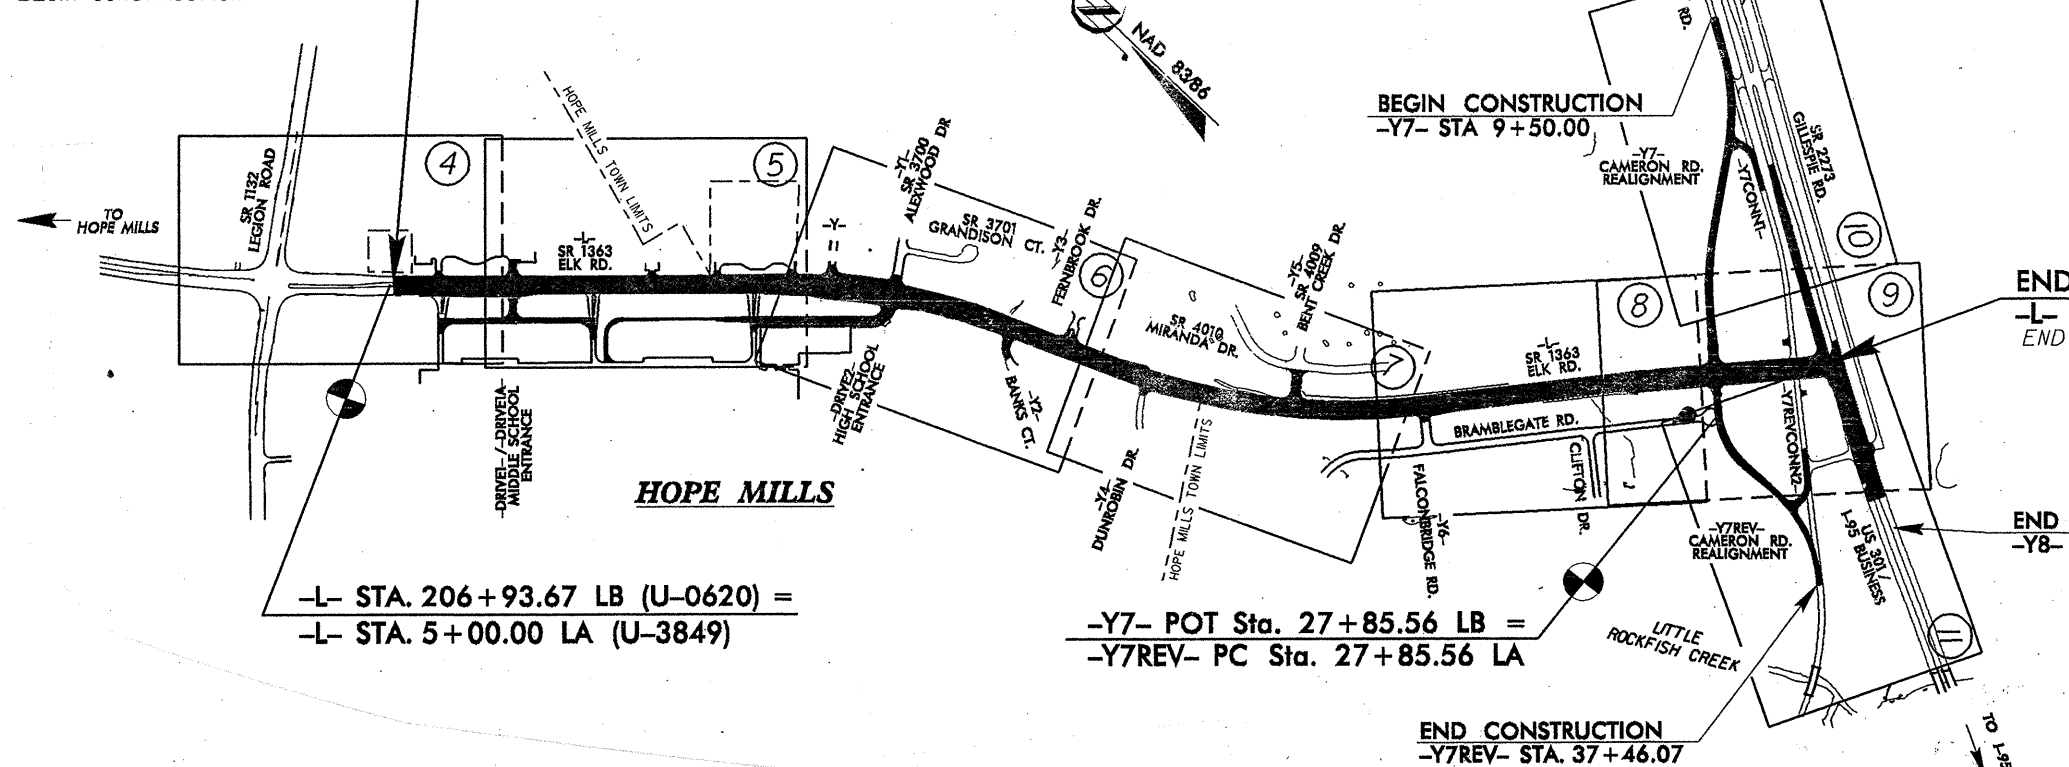 NAD 83/86
RD.
BEGIN CONSTRUCTION
-Y7- STA 9+50.00
-Y7-
CAMERON RD.
REALIGNMENT
-Y7CONN1-
SR 2273
GILLESPIE RD.
10
9
8
7
6
5
4
TO
HOPE MILLS
SR 1132
LEGION ROAD
HOPE MILLS TOWN LIMITS
-L-
SR 1363
ELK RD.
-Y-
-Y1-
SR 3700
ALEXWOOD DR
SR 3701
GRANDISON CT.
-Y3-
FERNBROOK DR.
SR 4010
MIRANDA DR.
-Y5-
SR 4009
BENT CREEK DR.
-L-
SR 1363
ELK RD.
END
-L-
END
-DRIVE1-/-DRIVE1A-
MIDDLE SCHOOL
ENTRANCE
-DRIVE2-
HIGH SCHOOL
ENTRANCE
-Y2-
BANKS CT.
-Y4-
DUNROBIN DR.
HOPE MILLS TOWN LIMITS
BRAMBLEGATE RD.
-Y6-
FALCONBRIDGE RD.
CLIFTON DR.
-Y7REVCONN2-
-Y7REV-
CAMERON RD.
REALIGNMENT
US 301/
I-95 BUSINESS
END
-Y8-
HOPE MILLS
-L- STA. 206+93.67 LB (U-0620) =
-L- STA. 5+00.00 LA (U-3849)
-Y7- POT Sta. 27+85.56 LB =
-Y7REV- PC Sta. 27+85.56 LA
LITTLE
ROCKFISH CREEK
11
END CONSTRUCTION
-Y7REV- STA. 37+46.07
TO I-95